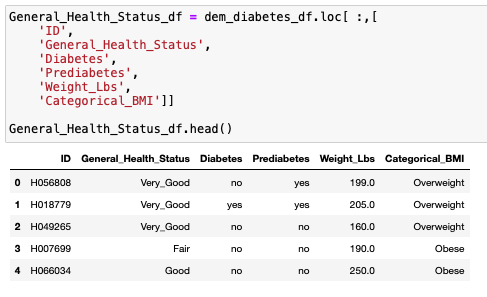 General_Health_Status_df = dem_diabetes_df.loc[ :,[
'ID',
'General_Health_Status',
'Diabetes',
'Prediabetes',
'Weight_Lbs',
'Categorical_BMI']]
General_Health_Status_df.head()
ID General_Health_Status Diabetes Prediabetes Weight_Lbs Categorical_BMI
0 H056808 Very_Good no yes 199.0 Overweight
1 H018779 Very_Good yes yes 205.0 Overweight
2 H049265 Very_Good no no 160.0 Overweight
3 H007699 Fair no no 190.0 Obese
4 H066034 Good no no 250.0 Obese